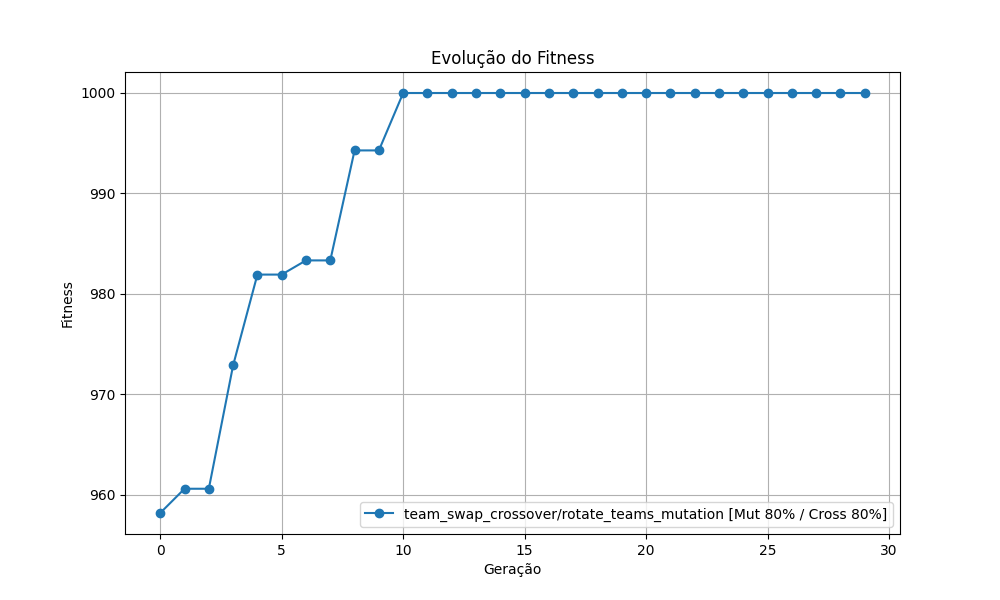 Evolução do Fitness
Fitness
1000
990
980
970
960
0 5 10 15 20 25 30
Geração
team_swap_crossover/rotate_teams_mutation [Mut 80% / Cross 80%]